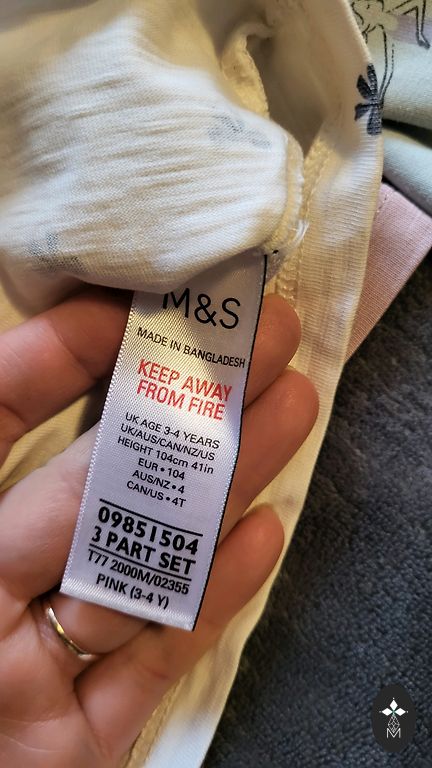 M&S
MADE IN BANGLADESH
KEEP AWAY
FROM FIRE
UK AGE 3-4 YEARS
UK/AUS/CAN/NZ/US
HEIGHT 104cm 41in
EUR • 104
AUS/NZ • 4
CAN/US • 4T
09851504
3 PART SET
T77 2000M/02355
PINK (3-4 Y)
M